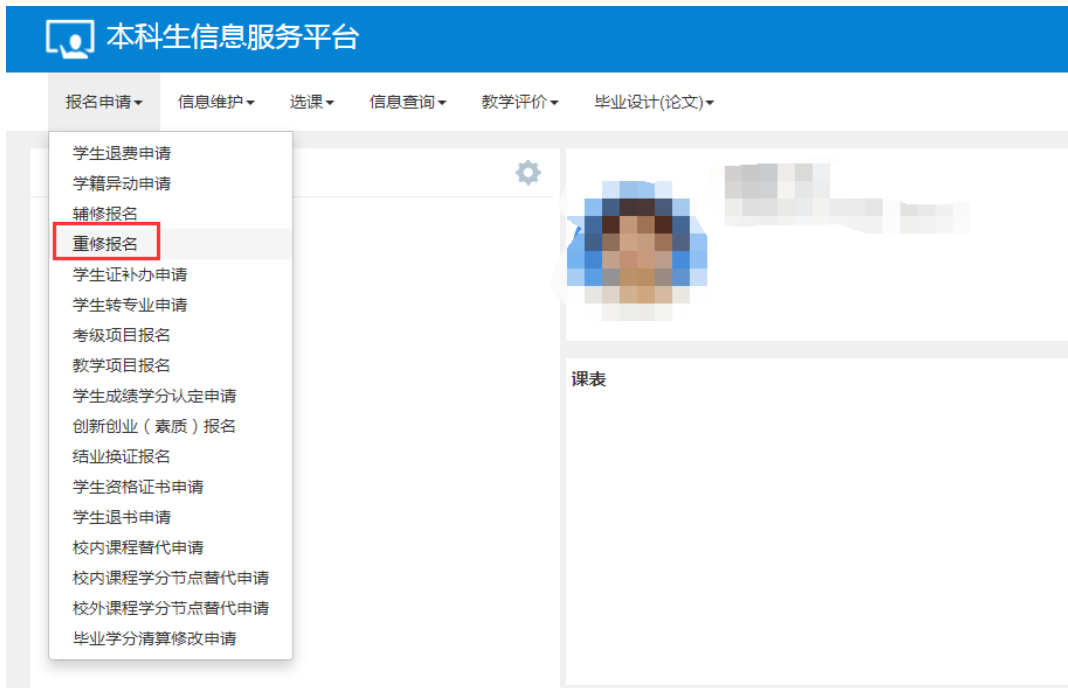 本科生信息服务平台
报名申请 信息维护 选课 信息查询 教学评价 毕业设计(论文)
学生退费申请
学籍异动申请
辅修报名
重修报名
学生证补办申请
学生转专业申请
考级项目报名
教学项目报名
学生成绩学分认定申请
创新创业（素质）报名
结业换证报名
学生资格证书申请
学生退书申请
校内课程替代申请
校内课程学分节点替代申请
校外课程学分节点替代申请
毕业学分清算修改申请
课表